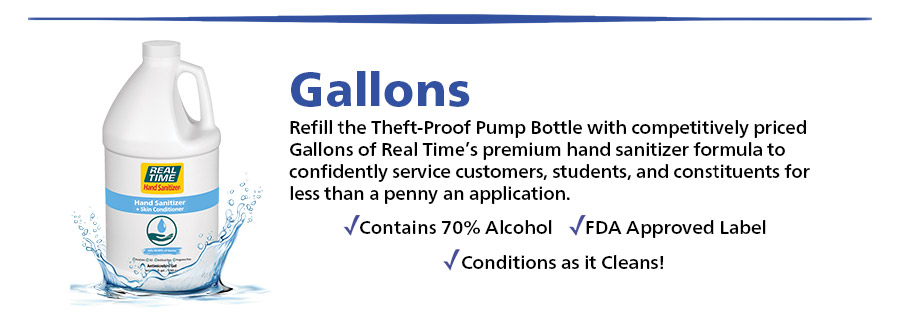 Gallons
Refill the Theft-Proof Pump Bottle with competitively priced
Gallons of Real Time’s premium hand sanitizer formula to
confidently service customers, students, and constituents for
less than a penny an application.
✓Contains 70% Alcohol ✓FDA Approved Label
✓Conditions as it Cleans!
REAL
TIME
Hand Sanitizer
Hand Sanitizer
+ Skin Conditioner
Antimicrobial Gel